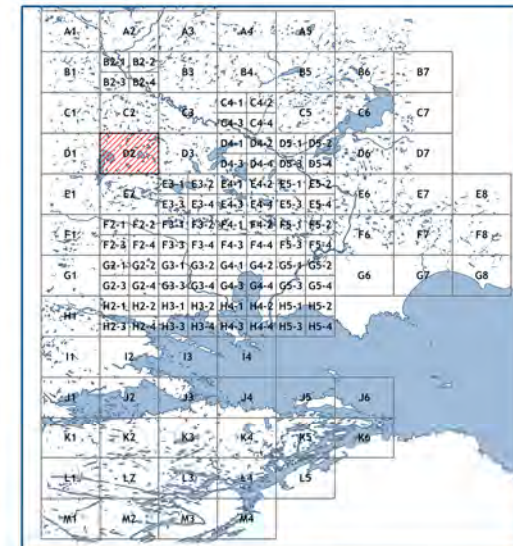 A1 A2 A3 A4 A5
B1 B2-1 B2-2 B3 B4 B5 B6 B7
B2-3 B2-4
C1 C2 C3 C4-1 C4-2 C5 C6 C7
C4-3 C4-4
D1 D2 D3 D4-1 D4-2 D5-1 D5-2 D6 D7
D4-3 D4-4 D5-3 D5-4
E1 E2 E3-1 E3-2 E4-1 E4-2 E5-1 E5-2 E6 E7 E8
E3-3 E3-4 E4-3 E4-4 E5-3 E5-4
F1 F2-1 F2-2 F3-1 F3-2 F4-1 F4-2 F5-1 F5-2 F6 F7 F8
F2-3 F2-4 F3-3 F3-4 F4-3 F4-4 F5-3 F5-4
G1 G2-1 G2-2 G3-1 G3-2 G4-1 G4-2 G5-1 G5-2 G6 G7 G8
G2-3 G2-4 G3-3 G3-4 G4-3 G4-4 G5-3 G5-4
H1 H2-1 H2-2 H3-1 H3-2 H4-1 H4-2 H5-1 H5-2
H2-3 H2-4 H3-3 H3-4 H4-3 H4-4 H5-3 H5-4
I1 I2 I3 I4
J1 J2 J3 J4 J5 J6
K1 K2 K3 K4 K5 K6
L1 L2 L3 L4 L5
M1 M2 M3 M4